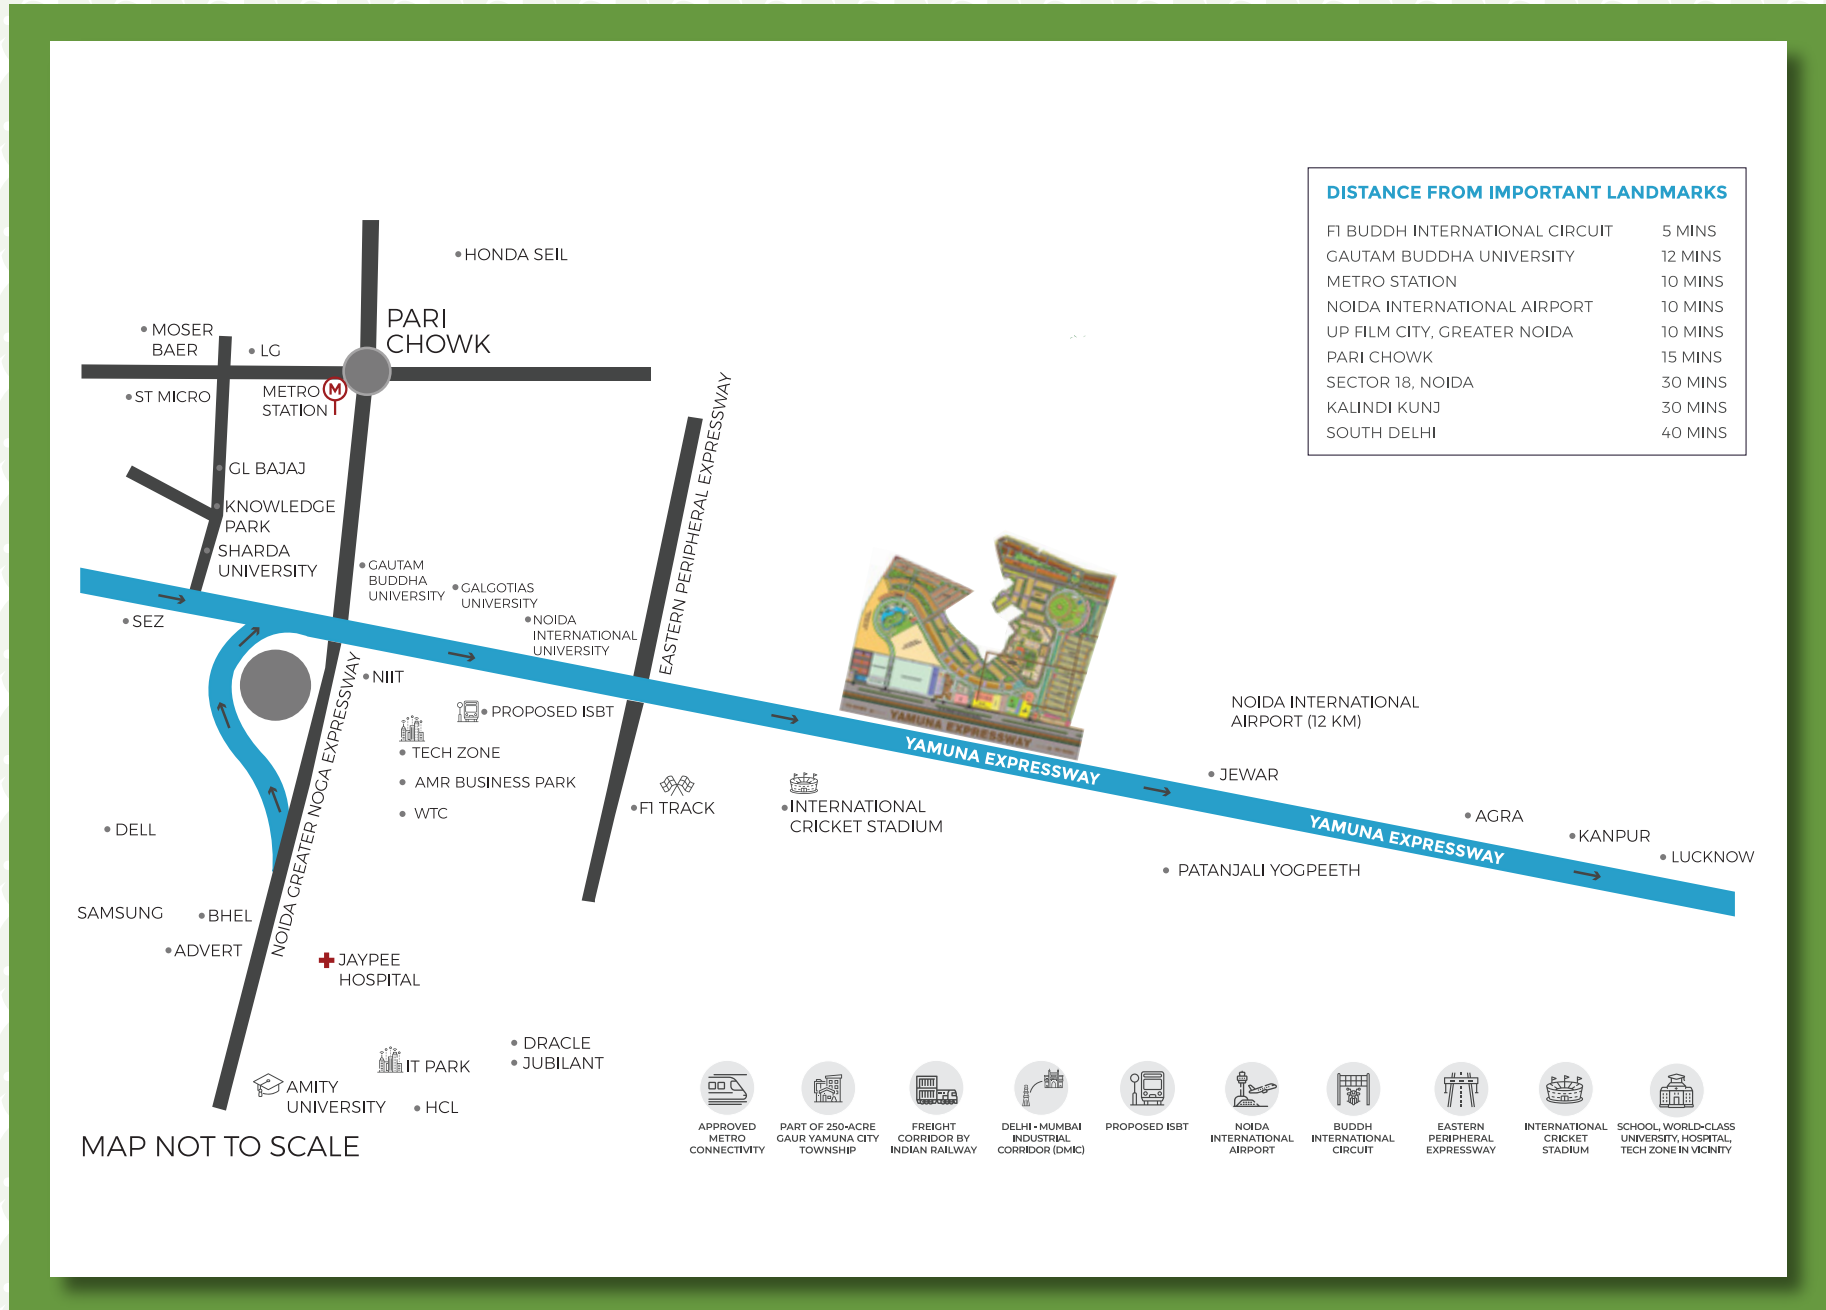 DISTANCE FROM IMPORTANT LANDMARKS
F1 BUDDH INTERNATIONAL CIRCUIT 5 MINS
GAUTAM BUDDHA UNIVERSITY 12 MINS
METRO STATION 10 MINS
NOIDA INTERNATIONAL AIRPORT 10 MINS
UP FILM CITY, GREATER NOIDA 10 MINS
PARI CHOWK 15 MINS
SECTOR 18, NOIDA 30 MINS
KALINDI KUNJ 30 MINS
SOUTH DELHI 40 MINS
HONDA SEIL
PARI
CHOWK
MOSER
BAER
LG
ST MICRO
METRO
STATION
M
GL BAJAJ
KNOWLEDGE
PARK
SHARDA
UNIVERSITY
GAUTAM
BUDDHA
UNIVERSITY
GALGOTIAS
UNIVERSITY
NOIDA
INTERNATIONAL
UNIVERSITY
EASTERN PERIPHERAL EXPRESSWAY
SEZ
NIIT
PROPOSED ISBT
TECH ZONE
AMR BUSINESS PARK
WTC
NOIDA GREATER NOGA EXPRESSWAY
F1 TRACK
INTERNATIONAL
CRICKET STADIUM
YAMUNA EXPRESSWAY
YAMUNA EXPRESSWAY
NOIDA INTERNATIONAL
AIRPORT (12 KM)
JEWAR
YAMUNA EXPRESSWAY
AGRA
KANPUR
LUCKNOW
PATANJALI YOGPEETH
DELL
SAMSUNG
BHEL
ADVERT
JAYPEE
HOSPITAL
DRACLE
JUBILANT
IT PARK
AMITY
UNIVERSITY
HCL
MAP NOT TO SCALE
APPROVED
METRO
CONNECTIVITY
PART OF 250-ACRE
GAUR YAMUNA CITY
TOWNSHIP
FREIGHT
CORRIDOR BY
INDIAN RAILWAY
DELHI - MUMBAI
INDUSTRIAL
CORRIDOR (DMIC)
PROPOSED ISBT
NOIDA
INTERNATIONAL
AIRPORT
BUDDH
INTERNATIONAL
CIRCUIT
EASTERN
PERIPHERAL
EXPRESSWAY
INTERNATIONAL
CRICKET
STADIUM
SCHOOL, WORLD-CLASS
UNIVERSITY, HOSPITAL,
TECH ZONE IN VICINITY